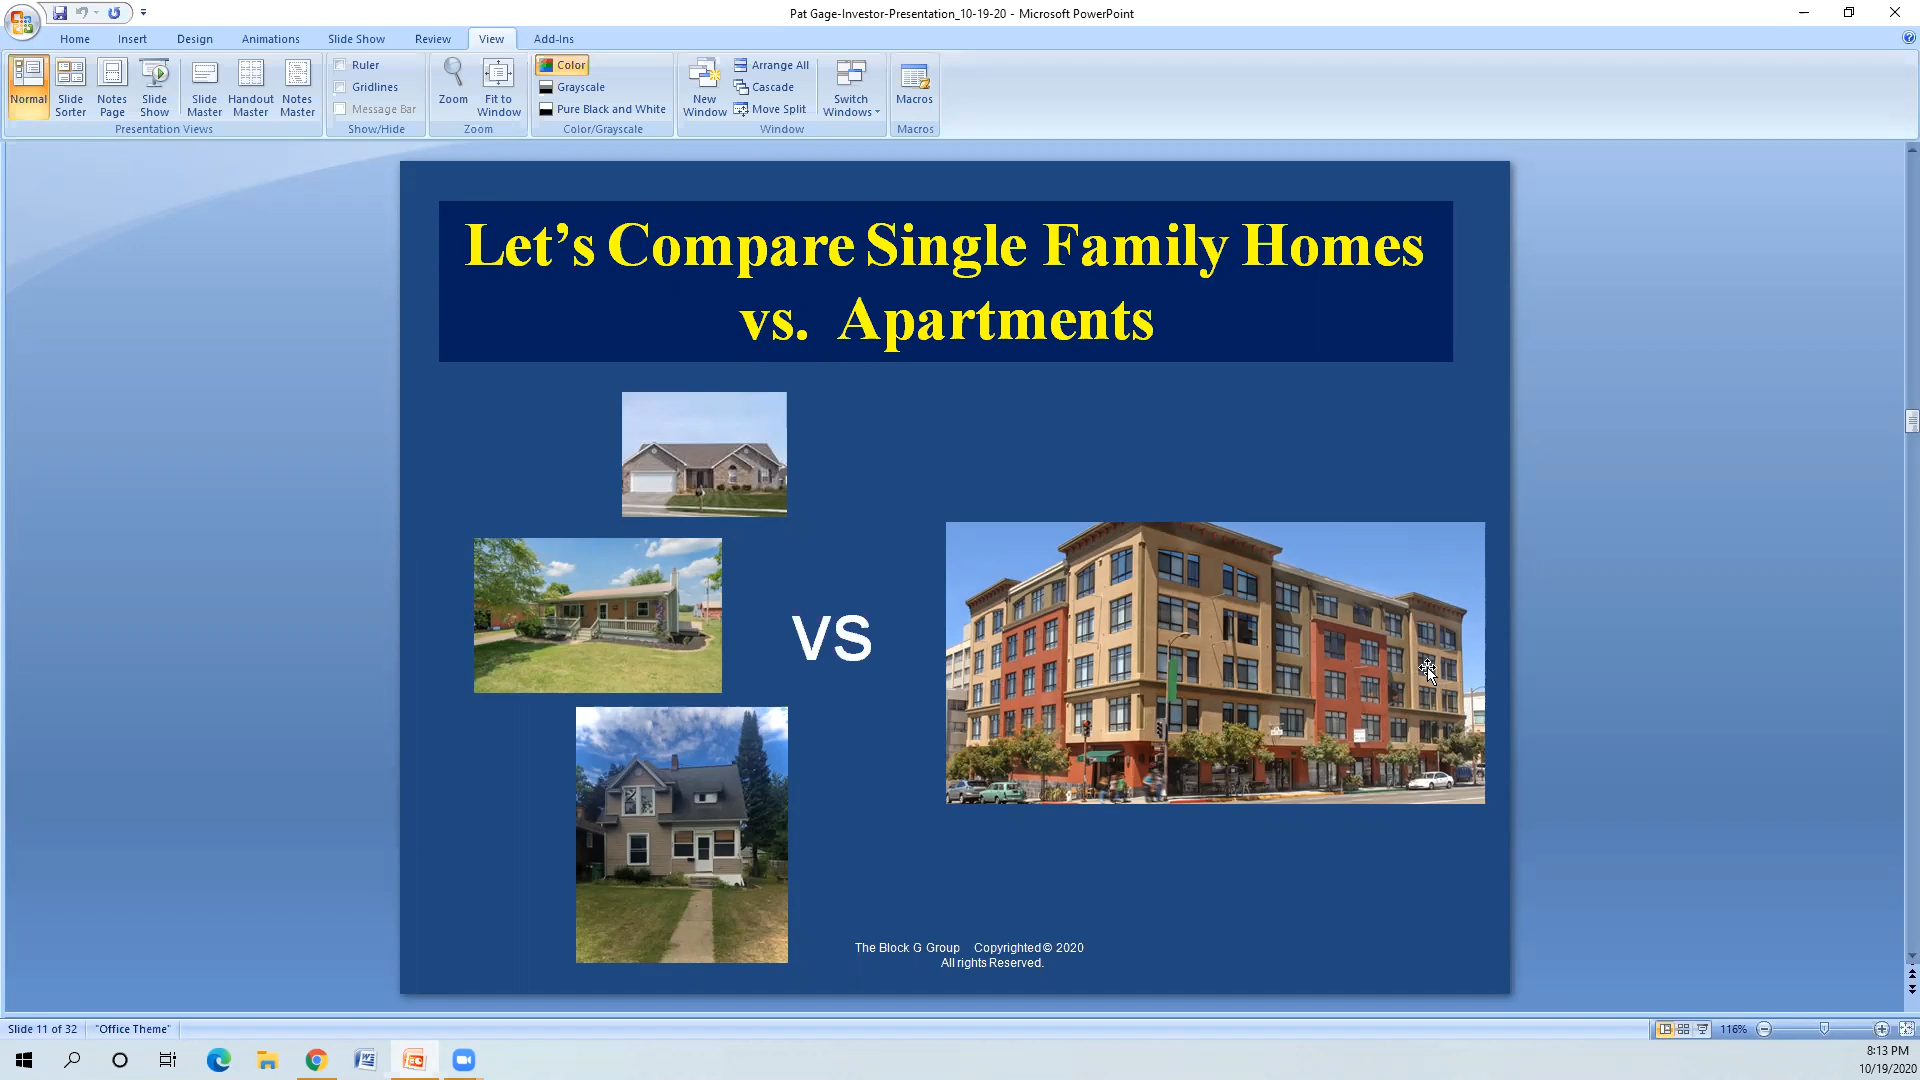 Pat Gage-Investor-Presentation_10-19-20 - Microsoft PowerPoint
Home Insert Design Animations Slide Show Review View Add-Ins
Normal
Slide Sorter
Notes Page
Slide Show
Slide Master
Handout Master
Notes Master
Presentation Views
Ruler
Gridlines
Message Bar
Show/Hide
Zoom
Fit to Window
Zoom
Color
Grayscale
Pure Black and White
Color/Grayscale
New Window
Arrange All
Cascade
Move Split
Switch Windows
Window
Macros
Macros
Let’s Compare Single Family Homes
vs. Apartments
VS
The Block G Group Copyrighted © 2020
All rights Reserved.
Slide 11 of 32 "Office Theme" 116%
8:13 PM
10/19/2020